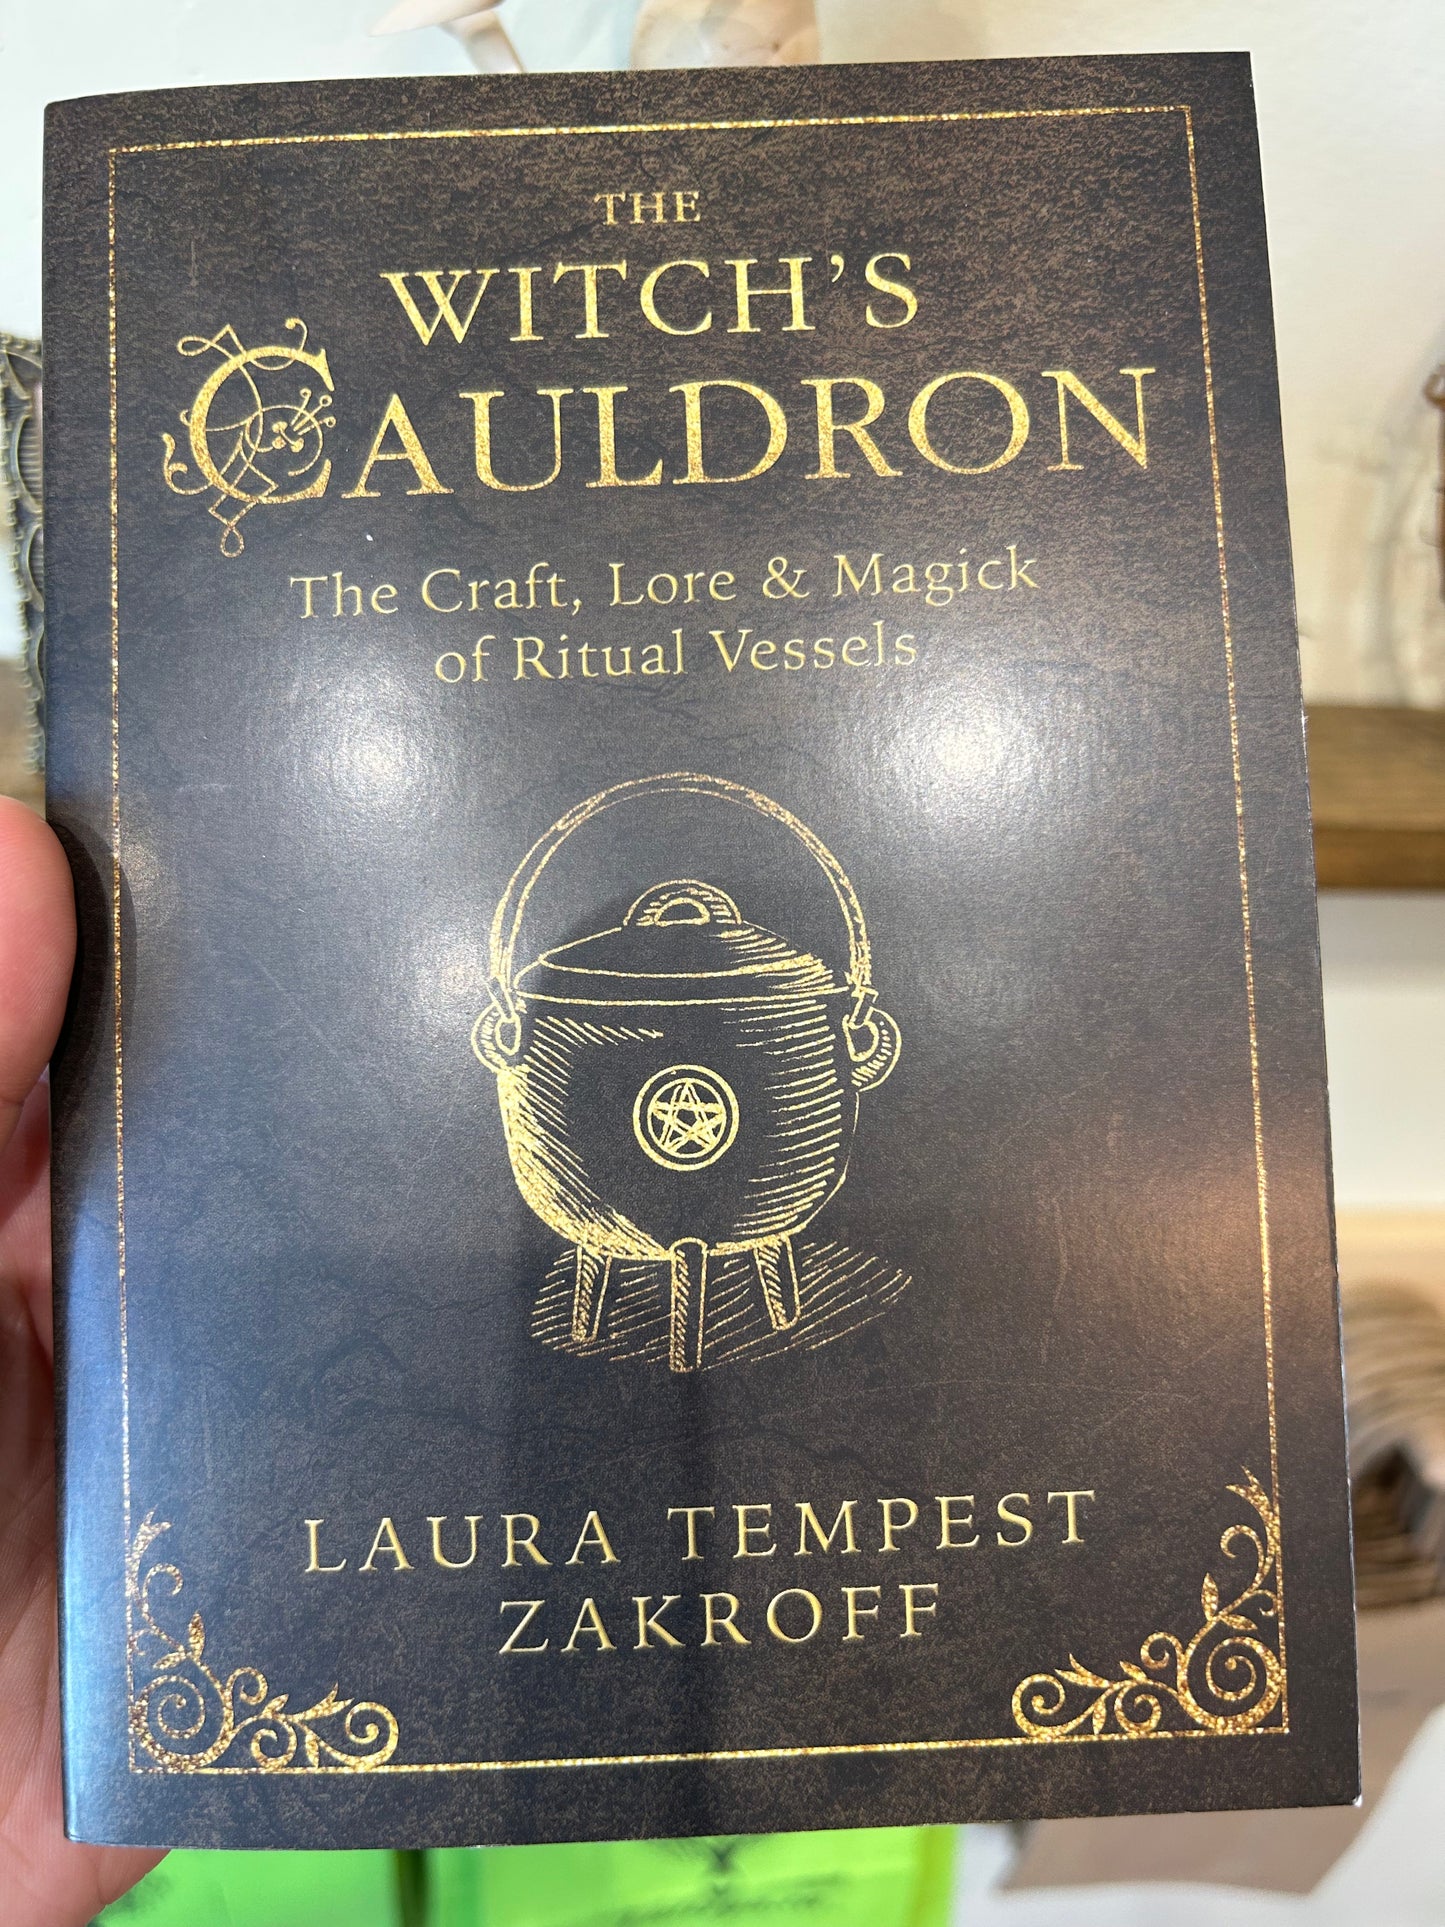 THE
WITCH'S
CAULDRON
The Craft, Lore & Magick
of Ritual Vessels
LAURA TEMPEST
ZAKROFF